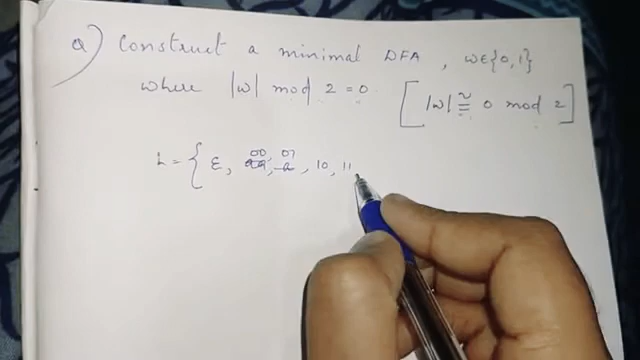 Q) Construct a minimal DFA, w∈{0,1}
where |w| mod 2 = 0 [|w| ≅ 0 mod 2]
L = { ε, 00, 01, 10, 11